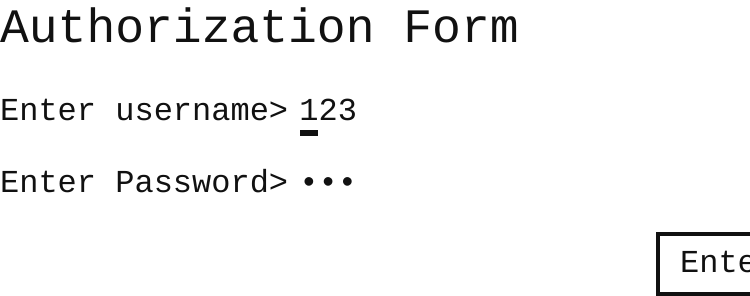 Authorization Form
Enter username> 123
Enter Password> •••
Ente